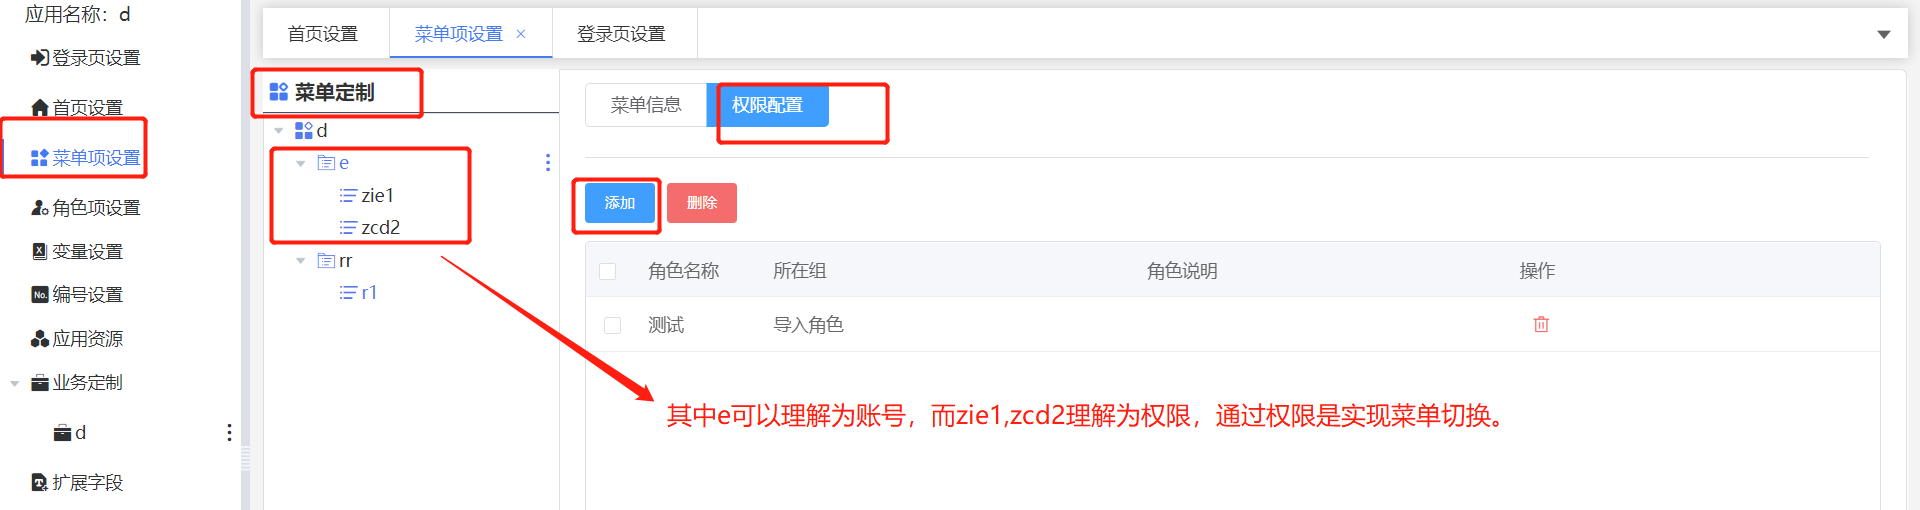 应用名称：d
登录页设置
首页设置
菜单项设置
角色项设置
变量设置
编号设置
应用资源
业务定制
d
扩展字段
首页设置
菜单项设置 ×
登录页设置
菜单定制
d
e
zie1
zcd2
rr
r1
菜单信息
权限配置
添加
删除
角色名称 所在组 角色说明 操作
测试 导入角色
其中e可以理解为账号，而zie1,zcd2理解为权限，通过权限是实现菜单切换。